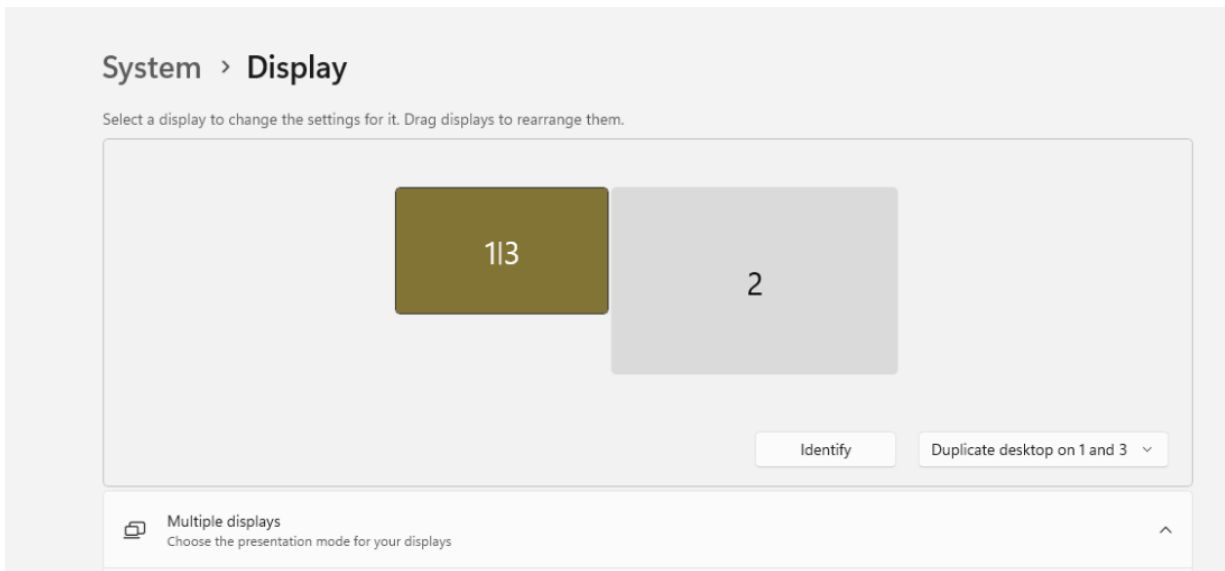 System > Display
Select a display to change the settings for it. Drag displays to rearrange them.
1|3
2
Identify
Duplicate desktop on 1 and 3
Multiple displays
Choose the presentation mode for your displays